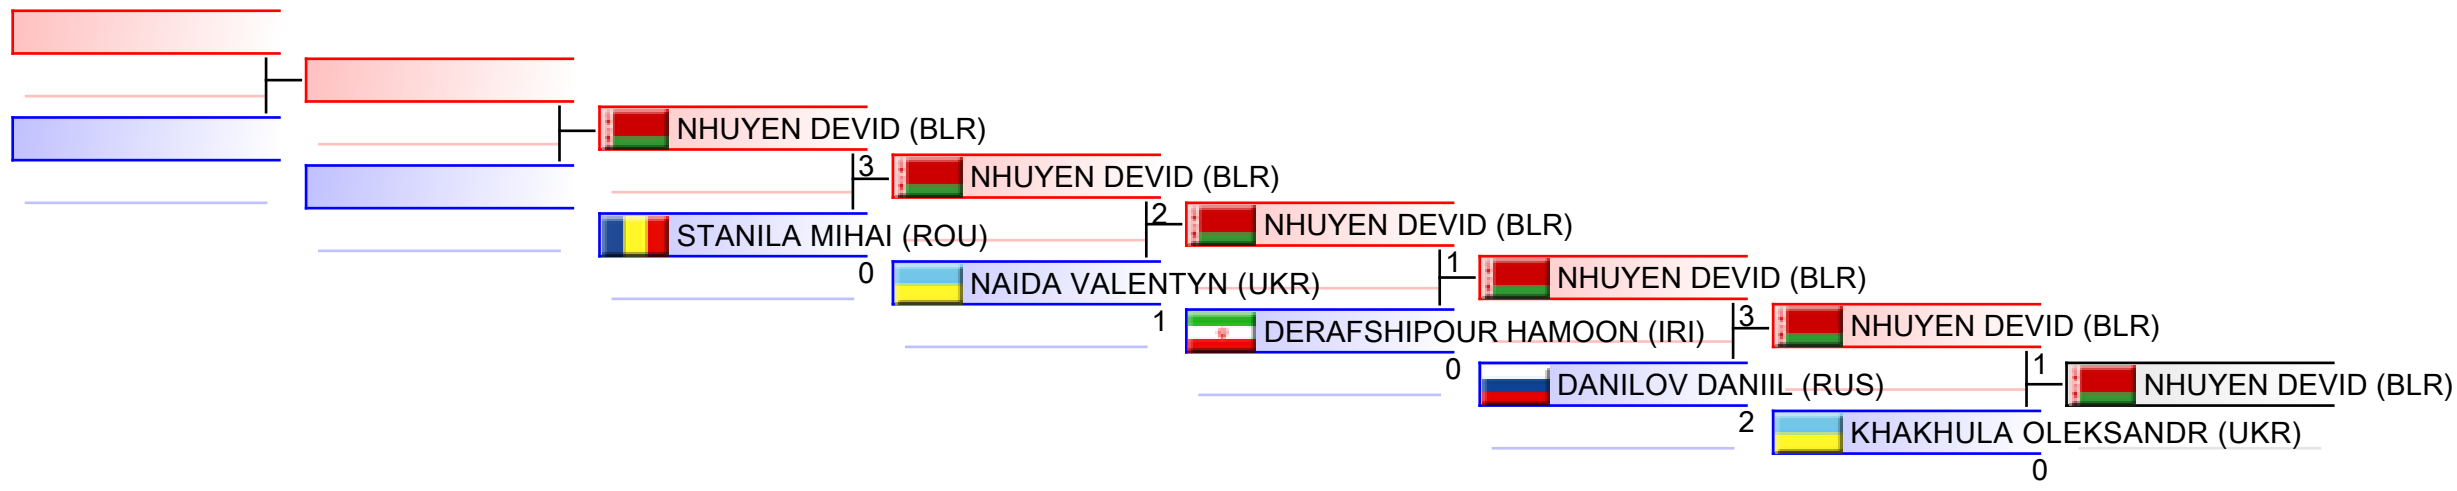 NHUYEN DEVID (BLR)
3
NHUYEN DEVID (BLR)
STANILA MIHAI (ROU)
0
2
NHUYEN DEVID (BLR)
NAIDA VALENTYN (UKR)
1
1
NHUYEN DEVID (BLR)
DERAFSHIPOUR HAMOON (IRI)
0
3
NHUYEN DEVID (BLR)
DANILOV DANIIL (RUS)
2
1
NHUYEN DEVID (BLR)
KHAKHULA OLEKSANDR (UKR)
0